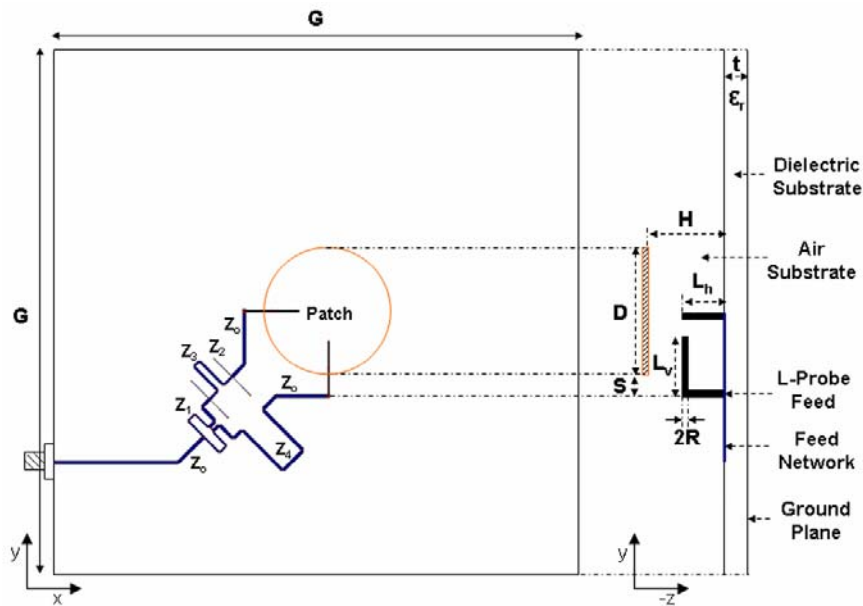 G
t
εr
Dielectric
Substrate
H
Air
Substrate
Lh
G
Patch
Zo
Z2
Z3
D
Zo
Z1
Lv
S
L-Probe
Feed
2R
Zo
Z4
Feed
Network
Ground
Plane
y
x
y
-z